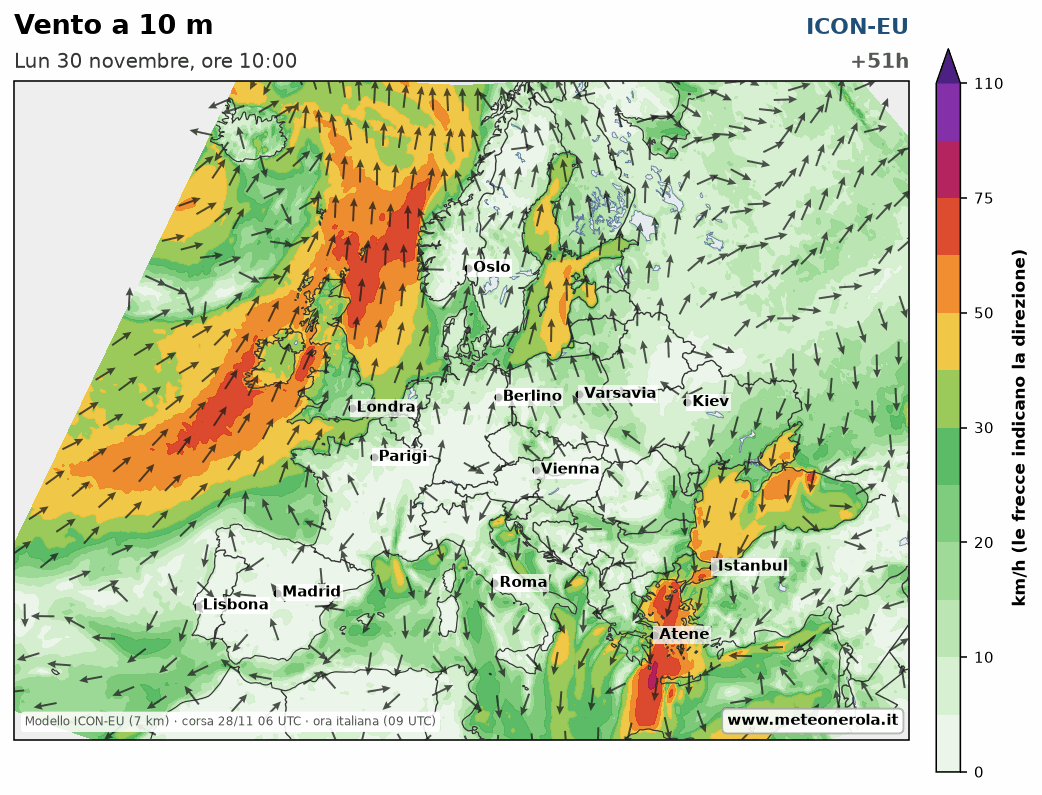 Vento a 10 m
ICON-EU
Lun 30 novembre, ore 10:00
+51h
Oslo
Londra
Berlino
Varsavia
Kiev
Parigi
Vienna
Istanbul
Roma
Madrid
Lisbona
Atene
Modello ICON-EU (7 km) · corsa 28/11 06 UTC · ora italiana (09 UTC)
www.meteonerola.it
110
75
50
30
20
10
0
km/h (le frecce indicano la direzione)